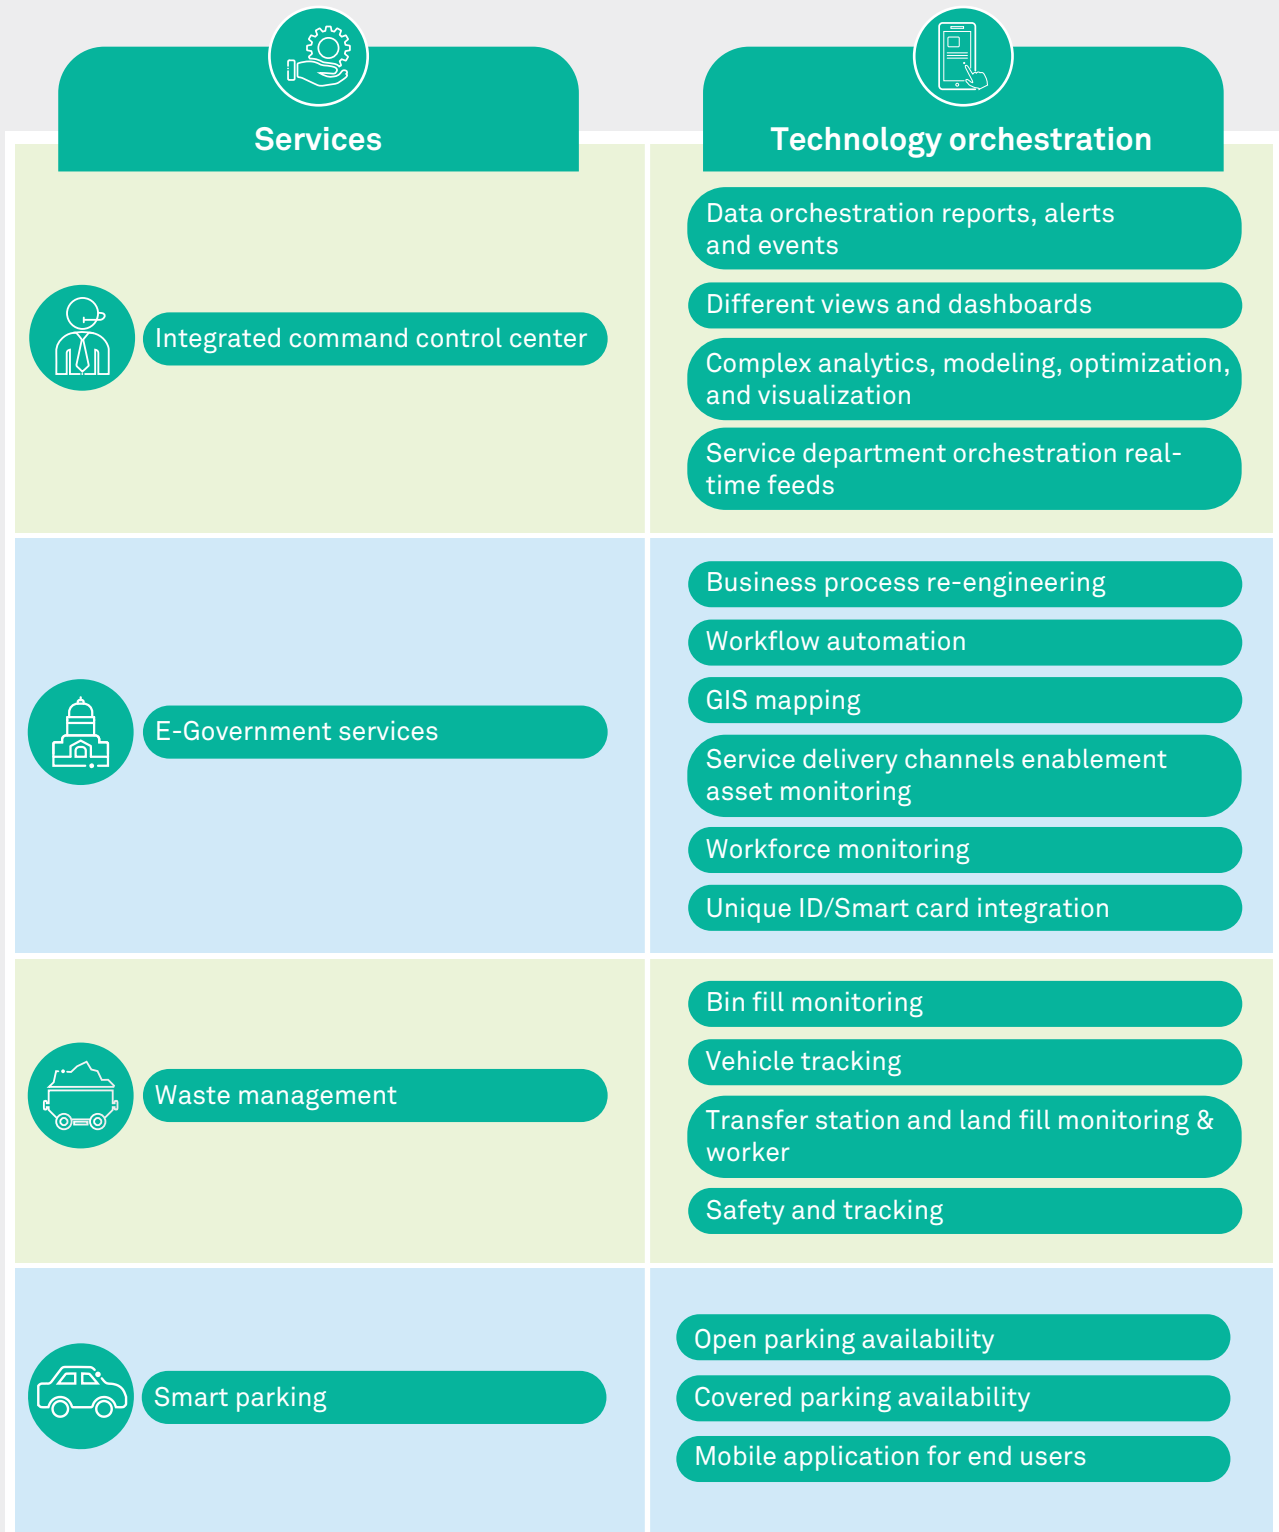 Services
Technology orchestration
Integrated command control center
Data orchestration reports, alerts
and events
Different views and dashboards
Complex analytics, modeling, optimization,
and visualization
Service department orchestration real-
time feeds
E-Government services
Business process re-engineering
Workflow automation
GIS mapping
Service delivery channels enablement
asset monitoring
Workforce monitoring
Unique ID/Smart card integration
Waste management
Bin fill monitoring
Vehicle tracking
Transfer station and land fill monitoring &
worker
Safety and tracking
Smart parking
Open parking availability
Covered parking availability
Mobile application for end users